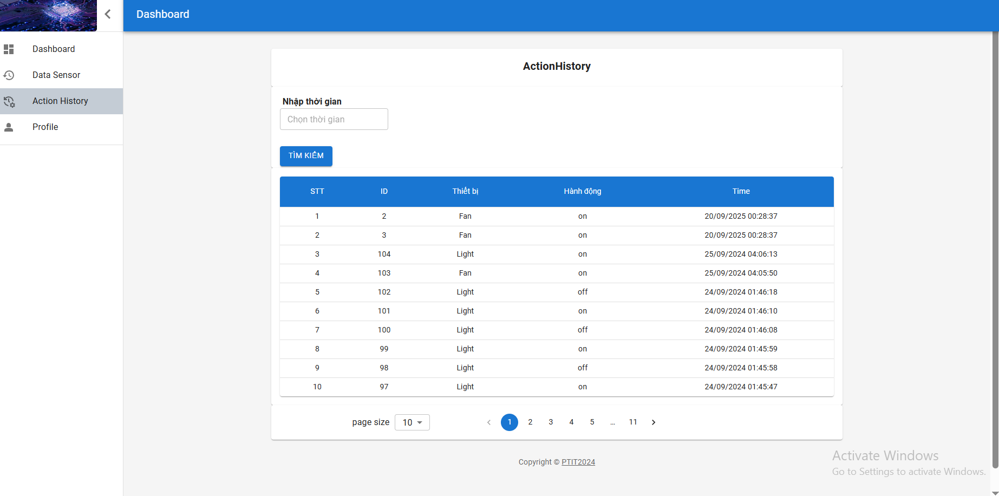 Dashboard
Dashboard
Data Sensor
Action History
Profile
ActionHistory
Nhập thời gian
Chọn thời gian
TÌM KIẾM
STT ID Thiết bị Hành động Time
1 2 Fan on 20/09/2025 00:28:37
2 3 Fan on 20/09/2025 00:28:37
3 104 Light on 25/09/2024 04:06:13
4 103 Fan on 25/09/2024 04:05:50
5 102 Light off 24/09/2024 01:46:18
6 101 Light on 24/09/2024 01:46:10
7 100 Light off 24/09/2024 01:46:08
8 99 Light on 24/09/2024 01:45:59
9 98 Light off 24/09/2024 01:45:58
10 97 Light on 24/09/2024 01:45:47
page size 10 1 2 3 4 5 ... 11
Copyright © PTIT2024
Activate Windows
Go to Settings to activate Windows.